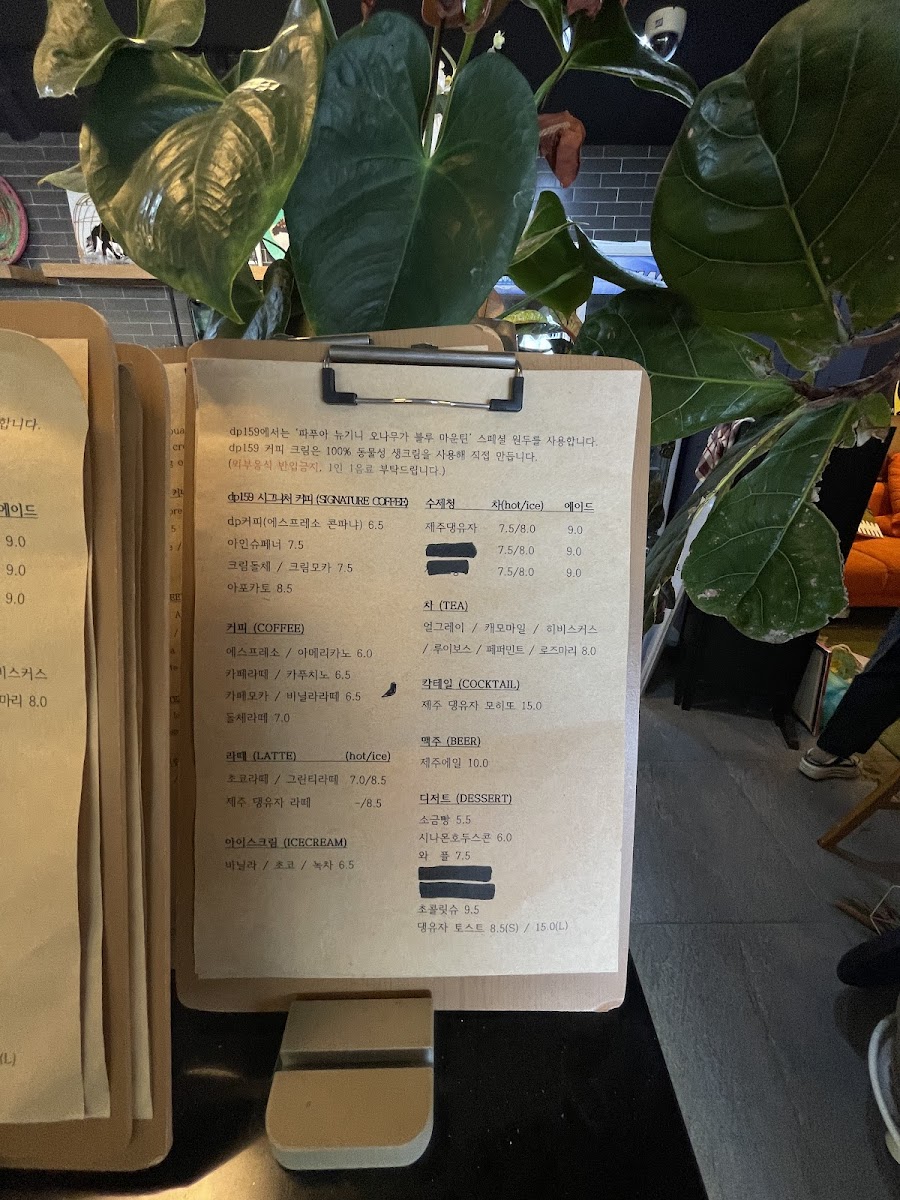 dp159에서는 '파푸아 뉴기니 오나무가 블루 마운틴' 스페셜 원두를 사용합니다.
dp159 커피 크림은 100% 동물성 생크림을 사용해 직접 만듭니다.
(외부음식 반입금지, 1인 1음료 부탁드립니다.)
dp159 시그니처 커피 (SIGNATURE COFFEE)
dp커피(에스프레소 콘파냐) 6.5
아인슈페너 7.5
크림돌체 / 크림모카 7.5
아포카토 8.5
커피 (COFFEE)
에스프레소 / 아메리카노 6.0
카페라떼 / 카푸치노 6.5
카페모카 / 바닐라라떼 6.5
돌체라떼 7.0
라떼 (LATTE) (hot/ice)
초코라떼 / 그린티라떼 7.0/8.5
제주 댕유자 라떼 -/8.5
아이스크림 (ICECREAM)
바닐라 / 초코 / 녹차 6.5
수제청 차(hot/ice) 에이드
제주댕유자 7.5/8.0 9.0
7.5/8.0 9.0
7.5/8.0 9.0
차 (TEA)
얼그레이 / 캐모마일 / 히비스커스
/ 루이보스 / 페퍼민트 / 로즈마리 8.0
칵테일 (COCKTAIL)
제주 댕유자 모히또 15.0
맥주 (BEER)
제주에일 10.0
디저트 (DESSERT)
소금빵 5.5
시나몬호두스콘 6.0
와 플 7.5
초콜릿슈 9.5
댕유자 토스트 8.5(S) / 15.0(L)
합니다.
에이드
9.0
9.0
9.0
비스커스
마리 8.0
(L)